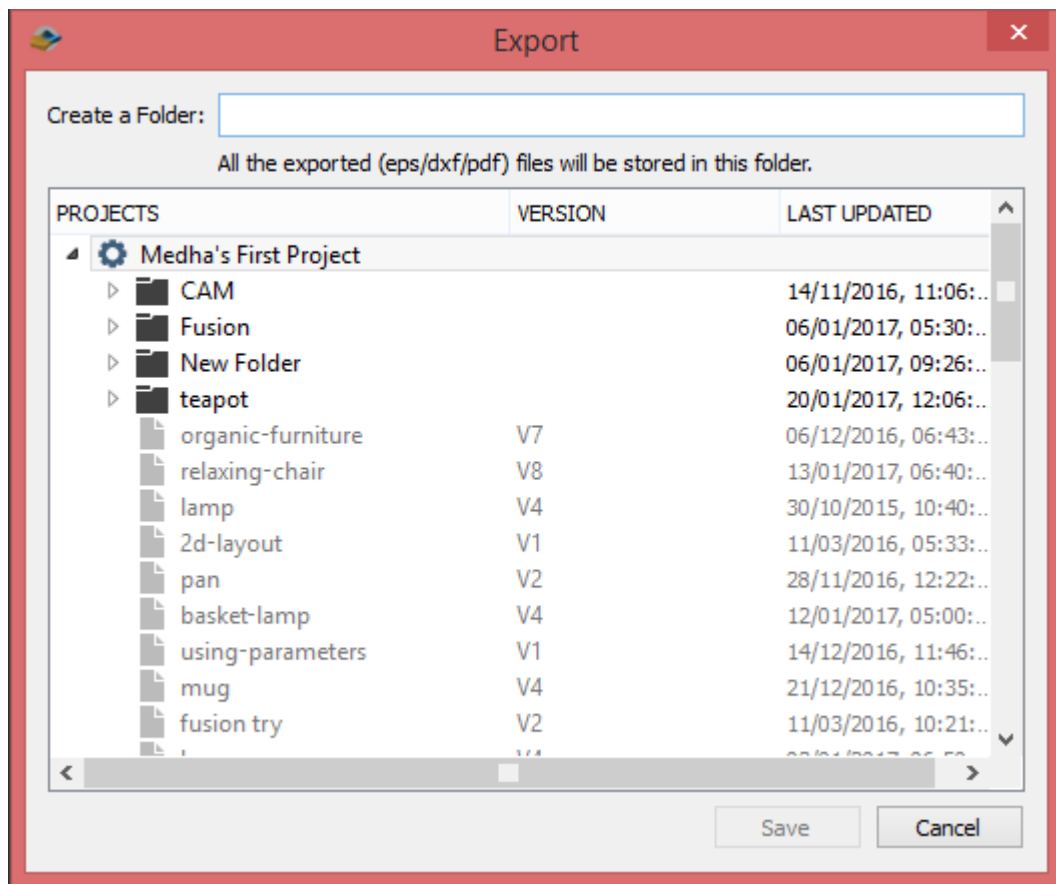 Export
Create a Folder:
All the exported (eps/dxf/pdf) files will be stored in this folder.
PROJECTS VERSION LAST UPDATED
Medha's First Project
CAM 14/11/2016, 11:06:..
Fusion 06/01/2017, 05:30:..
New Folder 06/01/2017, 09:26:..
teapot 20/01/2017, 12:06:..
organic-furniture V7 06/12/2016, 06:43:..
relaxing-chair V8 13/01/2017, 06:40:..
lamp V4 30/10/2015, 10:40:..
2d-layout V1 11/03/2016, 05:33:..
pan V2 28/11/2016, 12:22:..
basket-lamp V4 12/01/2017, 05:00:..
using-parameters V1 14/12/2016, 11:46:..
mug V4 21/12/2016, 10:35:..
fusion try V2 11/03/2016, 10:21:..
Save Cancel